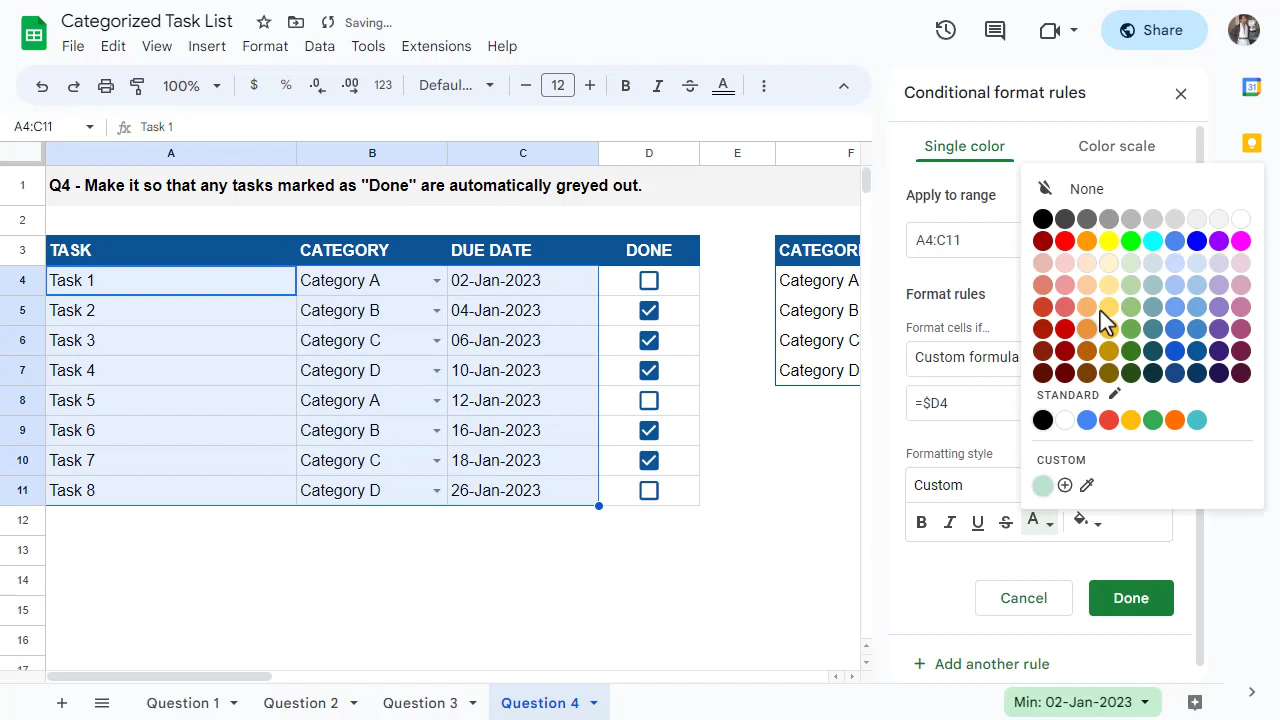 Categorized Task List
Saving...
File Edit View Insert Format Data Tools Extensions Help
Share
100% $ % .0 .00 123 Defaul... 12 B I S A
A4:C11 fx Task 1
A B C D E F
1 Q4 - Make it so that any tasks marked as "Done" are automatically greyed out.
2
3 TASK CATEGORY DUE DATE DONE CATEGOR
4 Task 1 Category A 02-Jan-2023 Category A
5 Task 2 Category B 04-Jan-2023 Category B
6 Task 3 Category C 06-Jan-2023 Category C
7 Task 4 Category D 10-Jan-2023 Category D
8 Task 5 Category A 12-Jan-2023
9 Task 6 Category B 16-Jan-2023
10 Task 7 Category C 18-Jan-2023
11 Task 8 Category D 26-Jan-2023
12
13
14
15
16
17
Question 1 Question 2 Question 3 Question 4
Min: 02-Jan-2023
31
Conditional format rules
Single color Color scale
Apply to range
A4:C11
Format rules
Format cells if...
Custom formula
=$D4
Formatting style
Custom
B I U S A
None
STANDARD
CUSTOM
Cancel Done
+ Add another rule